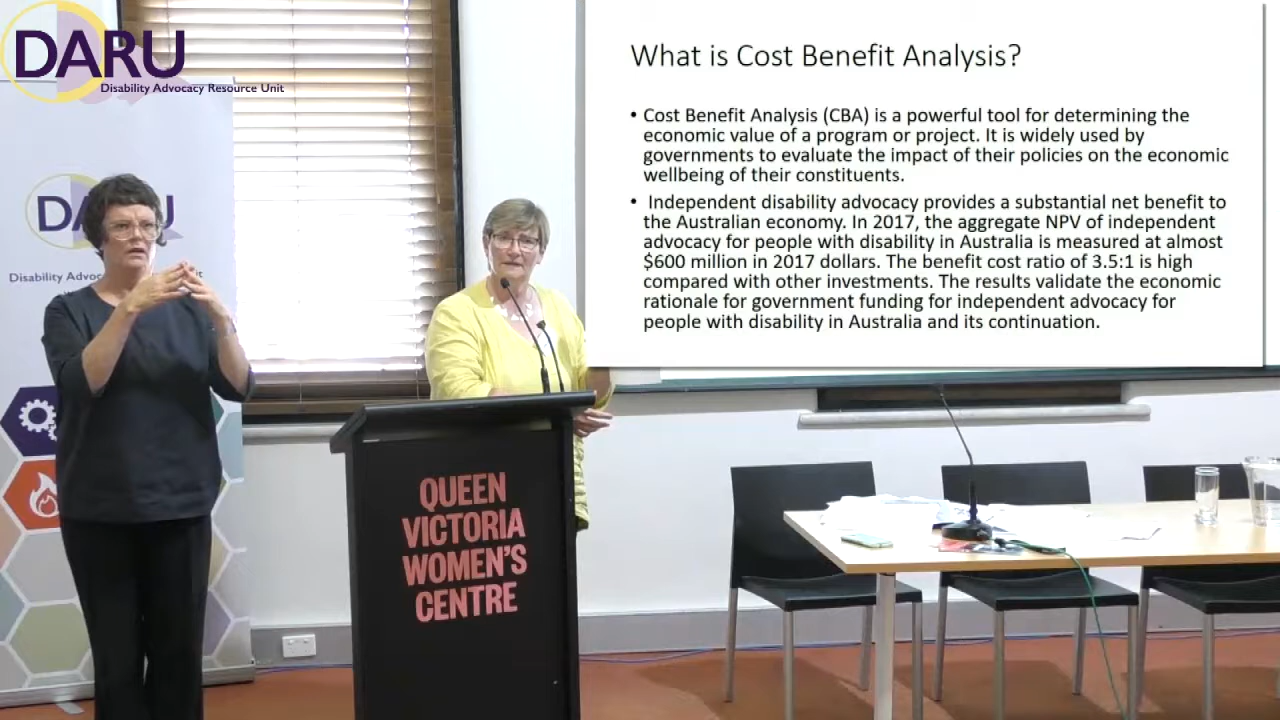 DARU
Disability Advocacy Resource Unit
What is Cost Benefit Analysis?
• Cost Benefit Analysis (CBA) is a powerful tool for determining the
economic value of a program or project. It is widely used by
governments to evaluate the impact of their policies on the economic
wellbeing of their constituents.
• Independent disability advocacy provides a substantial net benefit to
the Australian economy. In 2017, the aggregate NPV of independent
advocacy for people with disability in Australia is measured at almost
$600 million in 2017 dollars. The benefit cost ratio of 3.5:1 is high
compared with other investments. The results validate the economic
rationale for government funding for independent advocacy for
people with disability in Australia and its continuation.
DA U
Disability Advoc it
QUEEN
VICTORIA
WOMEN'S
CENTRE